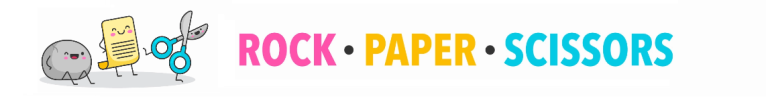 ROCK • PAPER • SCISSORS